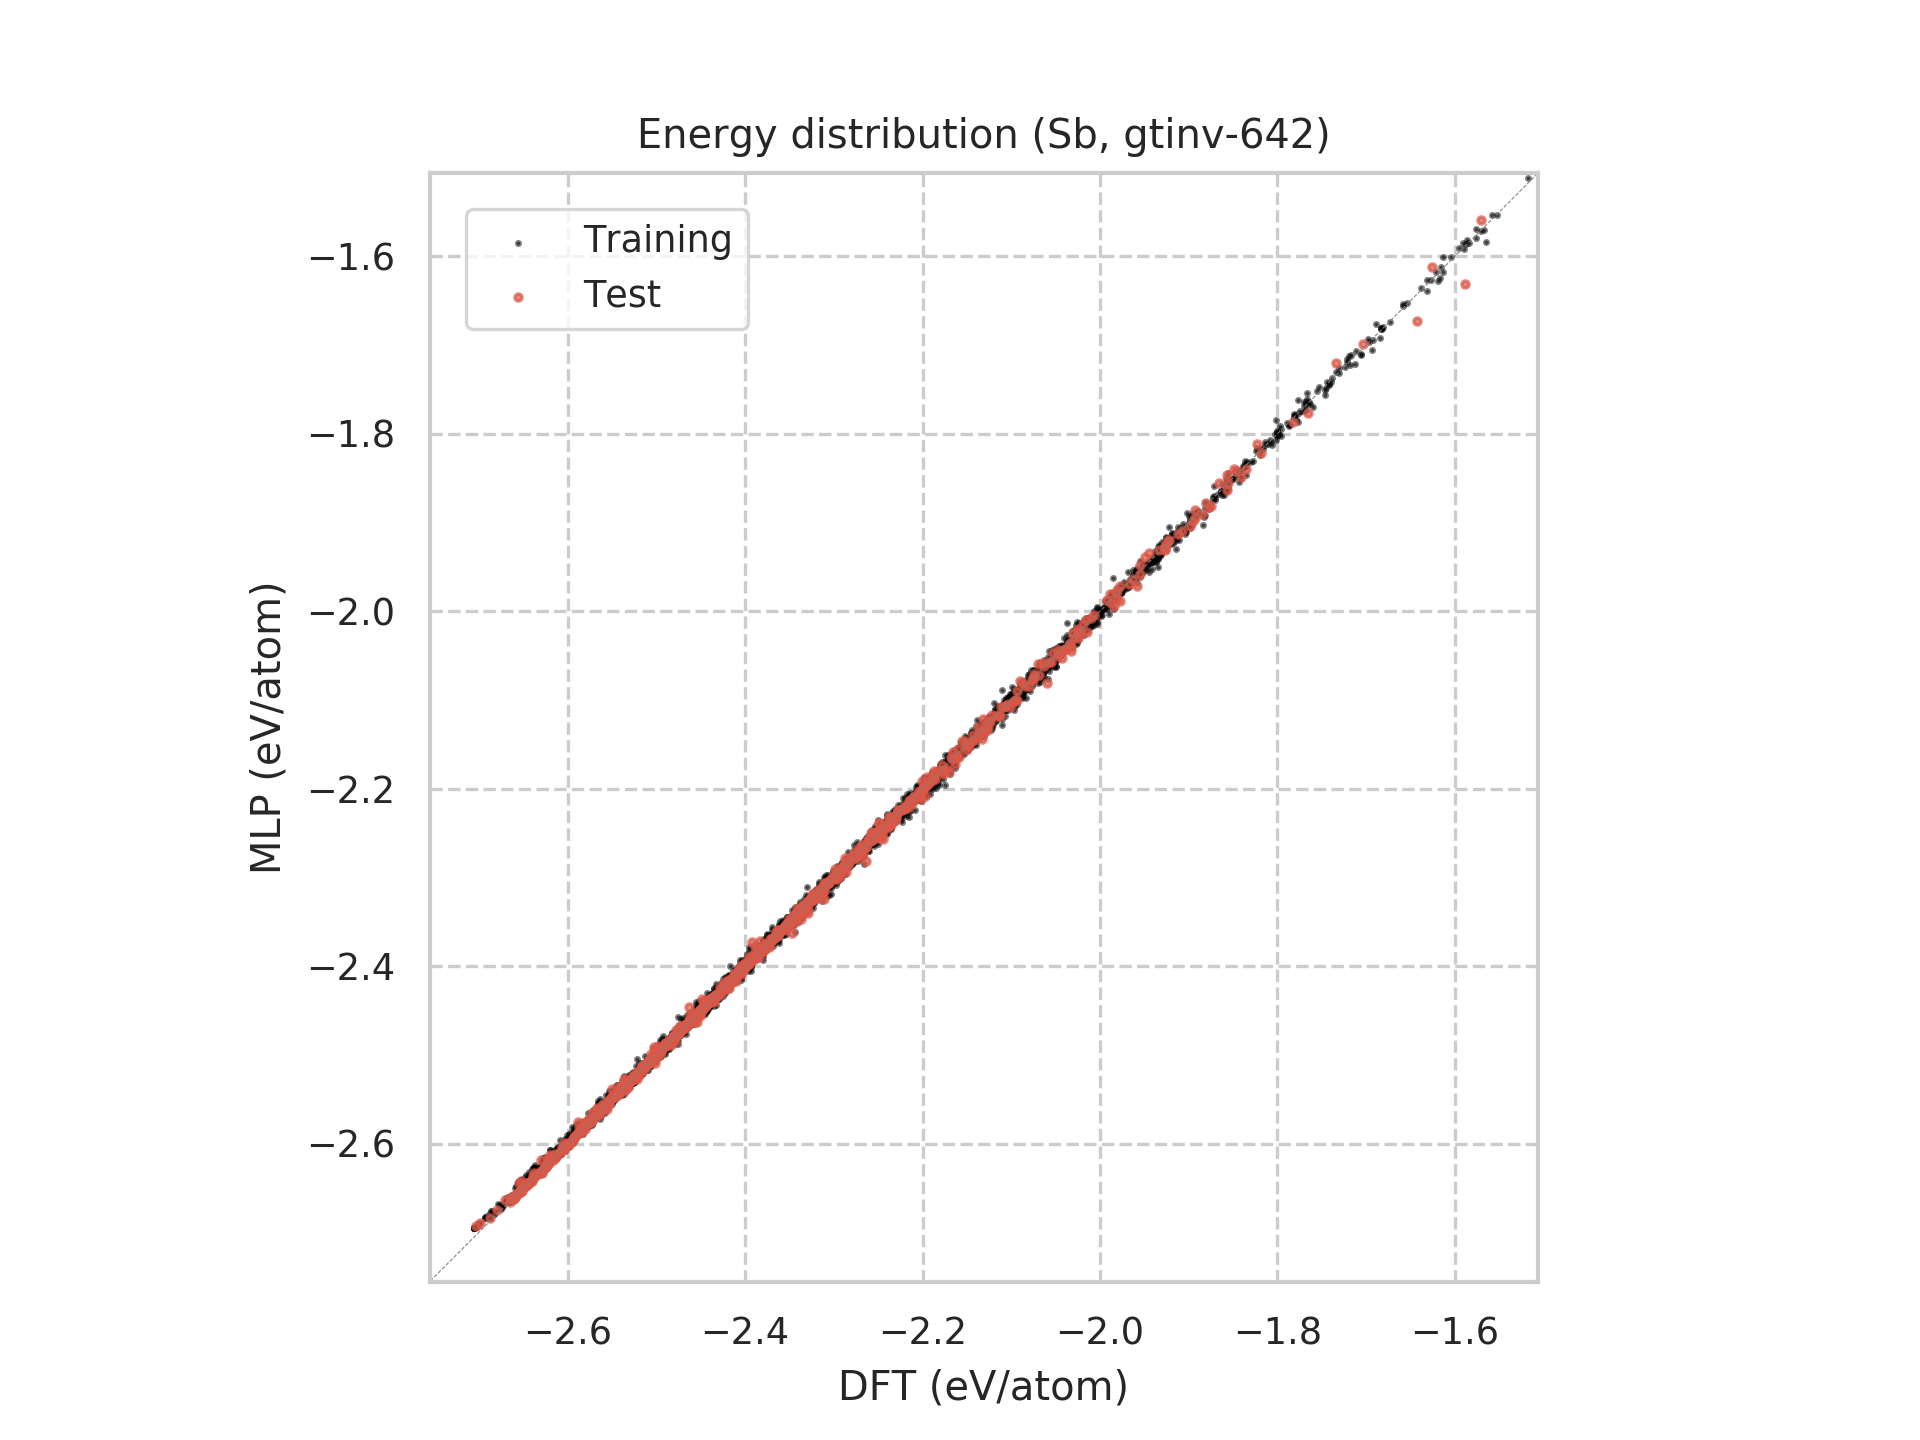 Energy distribution (Sb, gtinv-642)
Training
Test
MLP (eV/atom)
−1.6
−1.8
−2.0
−2.2
−2.4
−2.6
−2.6 −2.4 −2.2 −2.0 −1.8 −1.6
DFT (eV/atom)